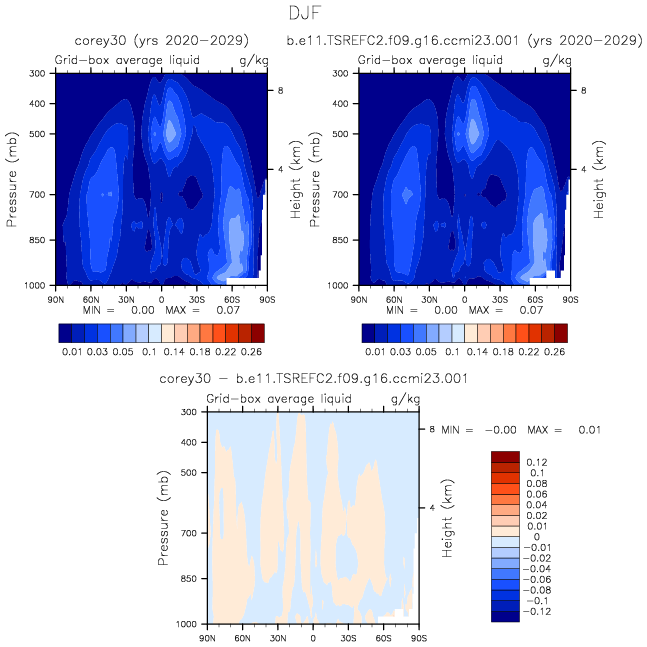 DJF
corey30 (yrs 2020-2029)
b.e11.TSREFC2.f09.g16.ccmi23.001 (yrs 2020-2029)
Grid-box average liquid g/kg
Grid-box average liquid g/kg
300
400
500
700
850
1000
Pressure (mb)
8
4
Height (km)
90N 60N 30N 0 30S 60S 90S
MIN = 0.00 MAX = 0.07
0.01 0.03 0.05 0.1 0.14 0.18 0.22 0.26
300
400
500
700
850
1000
Pressure (mb)
8
4
Height (km)
90N 60N 30N 0 30S 60S 90S
MIN = 0.00 MAX = 0.07
0.01 0.03 0.05 0.1 0.14 0.18 0.22 0.26
corey30 - b.e11.TSREFC2.f09.g16.ccmi23.001
Grid-box average liquid g/kg
300
400
500
700
850
1000
Pressure (mb)
8
4
Height (km)
90N 60N 30N 0 30S 60S 90S
MIN = -0.00 MAX = 0.01
0.12
0.1
0.08
0.06
0.04
0.02
0.01
0
-0.01
-0.02
-0.04
-0.06
-0.08
-0.1
-0.12